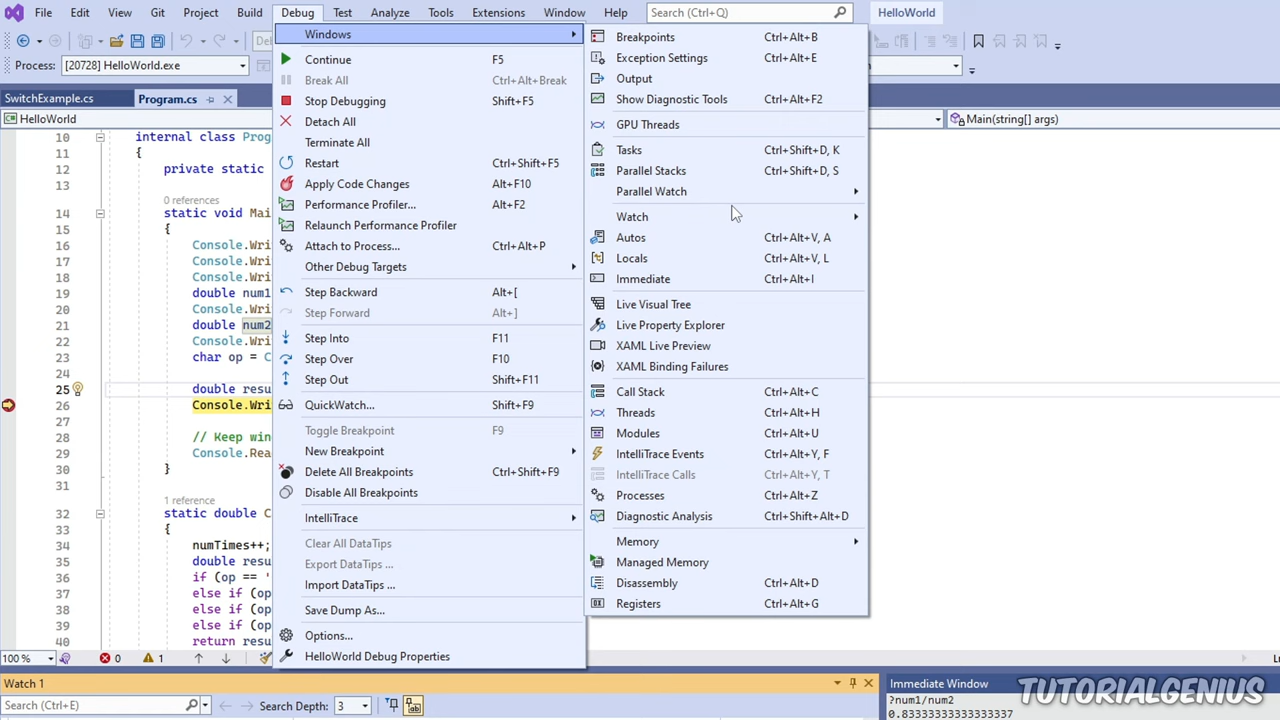 File Edit View Git Project Build Debug Test Analyze Tools Extensions Window Help Search (Ctrl+Q) HelloWorld
Process: [20728] HelloWorld.exe
SwitchExample.cs Program.cs
HelloWorld Main(string[] args)
Windows
Continue F5
Break All Ctrl+Alt+Break
Stop Debugging Shift+F5
Detach All
Terminate All
Restart Ctrl+Shift+F5
Apply Code Changes Alt+F10
Performance Profiler... Alt+F2
Relaunch Performance Profiler
Attach to Process... Ctrl+Alt+P
Other Debug Targets
Step Backward Alt+[
Step Forward Alt+]
Step Into F11
Step Over F10
Step Out Shift+F11
QuickWatch... Shift+F9
Toggle Breakpoint F9
New Breakpoint
Delete All Breakpoints Ctrl+Shift+F9
Disable All Breakpoints
IntelliTrace
Clear All DataTips
Export DataTips ...
Import DataTips ...
Save Dump As...
Options...
HelloWorld Debug Properties
Breakpoints Ctrl+Alt+B
Exception Settings Ctrl+Alt+E
Output
Show Diagnostic Tools Ctrl+Alt+F2
GPU Threads
Tasks Ctrl+Shift+D, K
Parallel Stacks Ctrl+Shift+D, S
Parallel Watch
Watch
Autos Ctrl+Alt+V, A
Locals Ctrl+Alt+V, L
Immediate Ctrl+Alt+I
Live Visual Tree
Live Property Explorer
XAML Live Preview
XAML Binding Failures
Call Stack Ctrl+Alt+C
Threads Ctrl+Alt+H
Modules Ctrl+Alt+U
IntelliTrace Events Ctrl+Alt+Y, F
IntelliTrace Calls Ctrl+Alt+Y, T
Processes Ctrl+Alt+Z
Diagnostic Analysis Ctrl+Shift+Alt+D
Memory
Managed Memory
Disassembly Ctrl+Alt+D
Registers Ctrl+Alt+G
10 internal class Prog
11 {
12 private static
13
0 references
14 static void Mai
15 {
16 Console.Wri
17 Console.Wri
18 Console.Wri
19 double num1
20 Console.Wri
21 double num2
22 Console.Wri
23 char op = C
24
25 double resu
26 Console.Wri
27
28 // Keep win
29 Console.Rea
30 }
31
1 reference
32 static double C
33 {
34 numTimes++;
35 double resu
36 if (op == '
37 else if (op
38 else if (op
39 else if (op
40 return resu
100 % 0 1
Watch 1
Search (Ctrl+E) Search Depth: 3
Immediate Window
?num1/num2
0.83333333333333337
TUTORIALGENIUS.COM